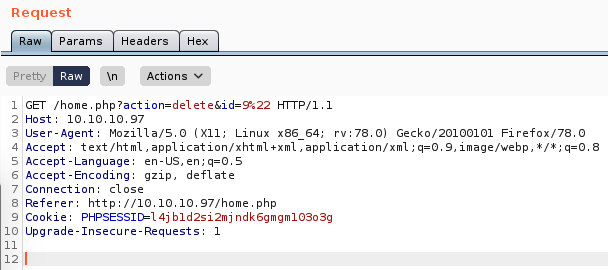 Request
Raw Params Headers Hex
Pretty Raw \n Actions
1 GET /home.php?action=delete&id=9%22 HTTP/1.1
2 Host: 10.10.10.97
3 User-Agent: Mozilla/5.0 (X11; Linux x86_64; rv:78.0) Gecko/20100101 Firefox/78.0
4 Accept: text/html,application/xhtml+xml,application/xml;q=0.9,image/webp,*/*;q=0.8
5 Accept-Language: en-US,en;q=0.5
6 Accept-Encoding: gzip, deflate
7 Connection: close
8 Referer: http://10.10.10.97/home.php
9 Cookie: PHPSESSID=l4jb1d2si2mjndk6gmgm103o3g
10 Upgrade-Insecure-Requests: 1
11
12